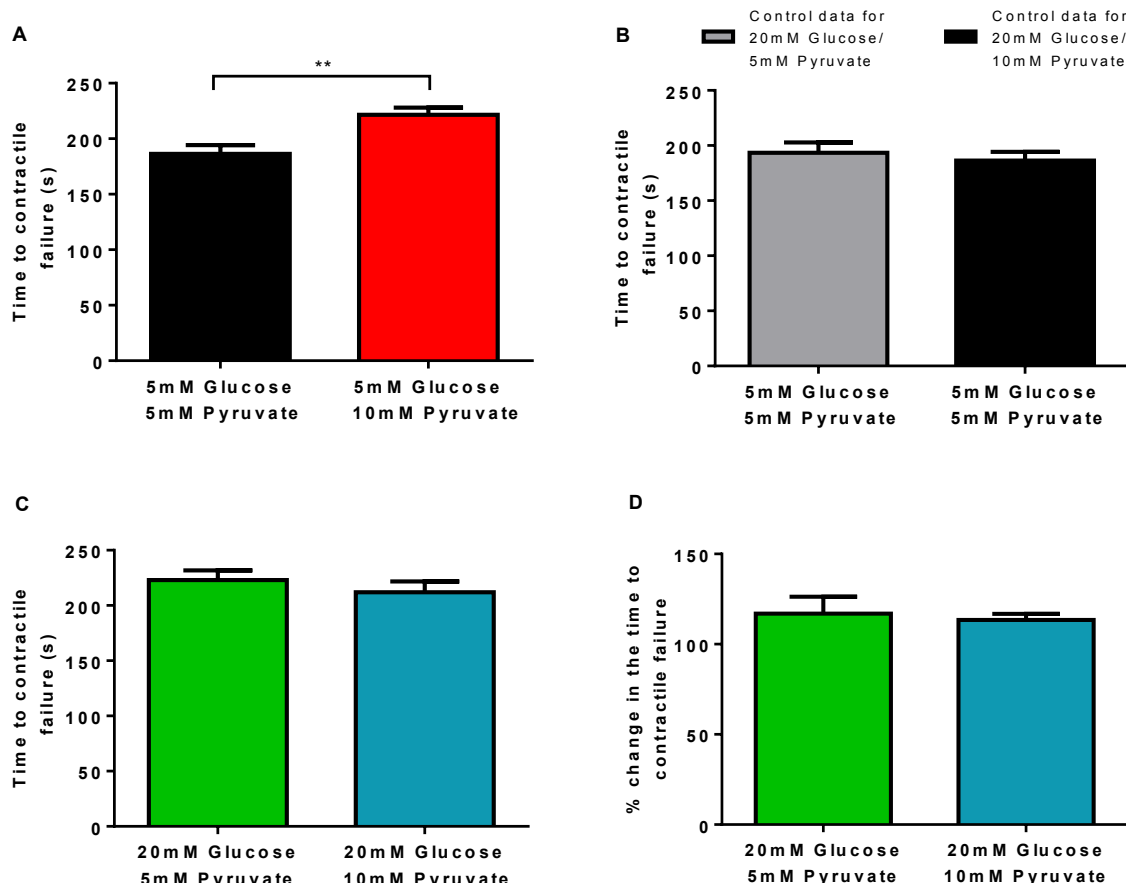 A
**
Time to contractile
failure (s)
250
200
150
100
50
0
5mM Glucose
5mM Pyruvate
5mM Glucose
10mM Pyruvate
B
Control data for
20mM Glucose/
5mM Pyruvate
Control data for
20mM Glucose/
10mM Pyruvate
Time to contractile
failure (s)
250
200
150
100
50
0
5mM Glucose
5mM Pyruvate
5mM Glucose
5mM Pyruvate
C
Time to contractile
failure (s)
250
200
150
100
50
0
20mM Glucose
5mM Pyruvate
20mM Glucose
10mM Pyruvate
D
% change in the time to
contractile failure
150
100
50
0
20mM Glucose
5mM Pyruvate
20mM Glucose
10mM Pyruvate